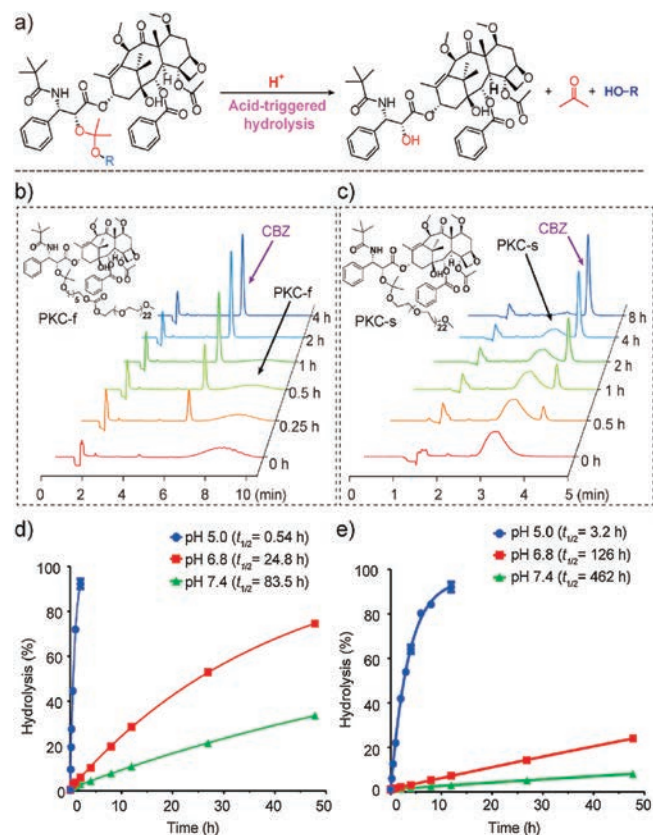 a)
H⁺
Acid-triggered
hydrolysis
+ + HO-R
b)
CBZ
PKC-f
PKC-f
4 h
2 h
1 h
0.5 h
0.25 h
0 h
0 2 4 6 8 10 (min)
c)
CBZ
PKC-s
PKC-s
8 h
4 h
2 h
1 h
0.5 h
0 h
0 1 2 3 4 5 (min)
d)
pH 5.0 (t1/2= 0.54 h)
pH 6.8 (t1/2= 24.8 h)
pH 7.4 (t1/2= 83.5 h)
Hydrolysis (%)
100
80
60
40
20
0
0 10 20 30 40 50
Time (h)
e)
pH 5.0 (t1/2= 3.2 h)
pH 6.8 (t1/2= 126 h)
pH 7.4 (t1/2= 462 h)
Hydrolysis (%)
100
80
60
40
20
0
0 10 20 30 40 50
Time (h)